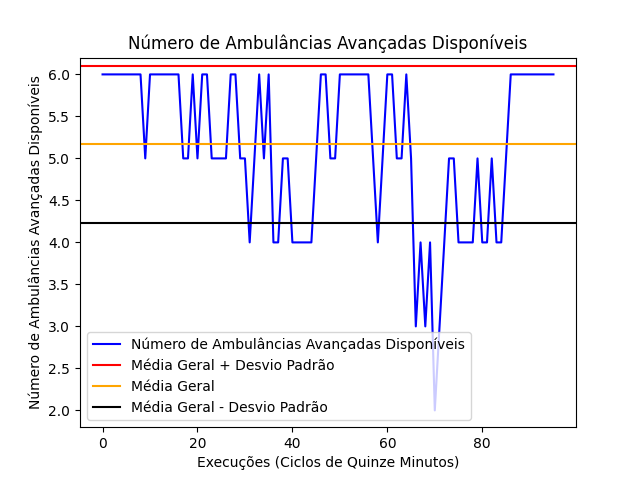 Número de Ambulâncias Avançadas Disponíveis
Número de Ambulâncias Avançadas Disponíveis
6.0
5.5
5.0
4.5
4.0
3.5
3.0
2.5
2.0
Número de Ambulâncias Avançadas Disponíveis
Média Geral + Desvio Padrão
Média Geral
Média Geral - Desvio Padrão
0
20
40
60
80
Execuções (Ciclos de Quinze Minutos)